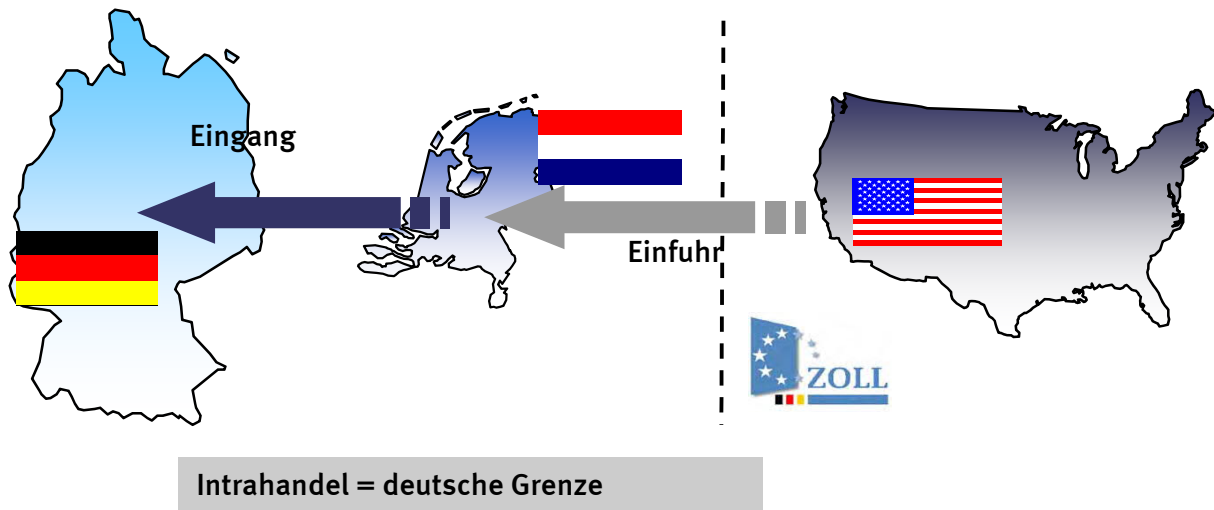 Eingang
Einfuhr
ZOLL
Intrahandel = deutsche Grenze